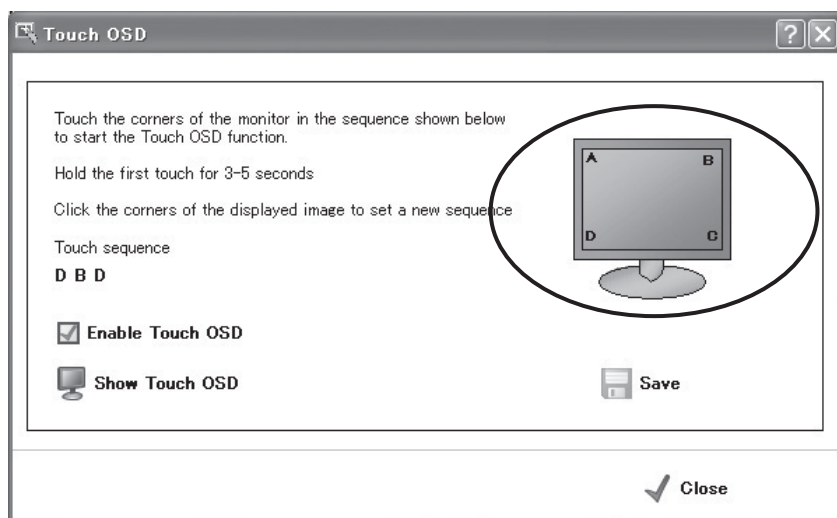 Touch OSD
Touch the corners of the monitor in the sequence shown below
to start the Touch OSD function.
Hold the first touch for 3-5 seconds
Click the corners of the displayed image to set a new sequence
A B
D C
Touch sequence
D B D
Enable Touch OSD
Show Touch OSD Save
Close